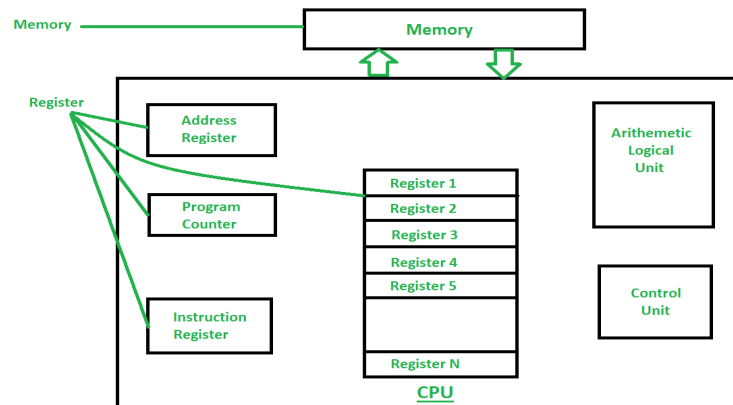 Memory
Memory
Register
Address
Register
Program
Counter
Instruction
Register
Register 1
Register 2
Register 3
Register 4
Register 5
Register N
CPU
Arithemetic
Logical
Unit
Control
Unit